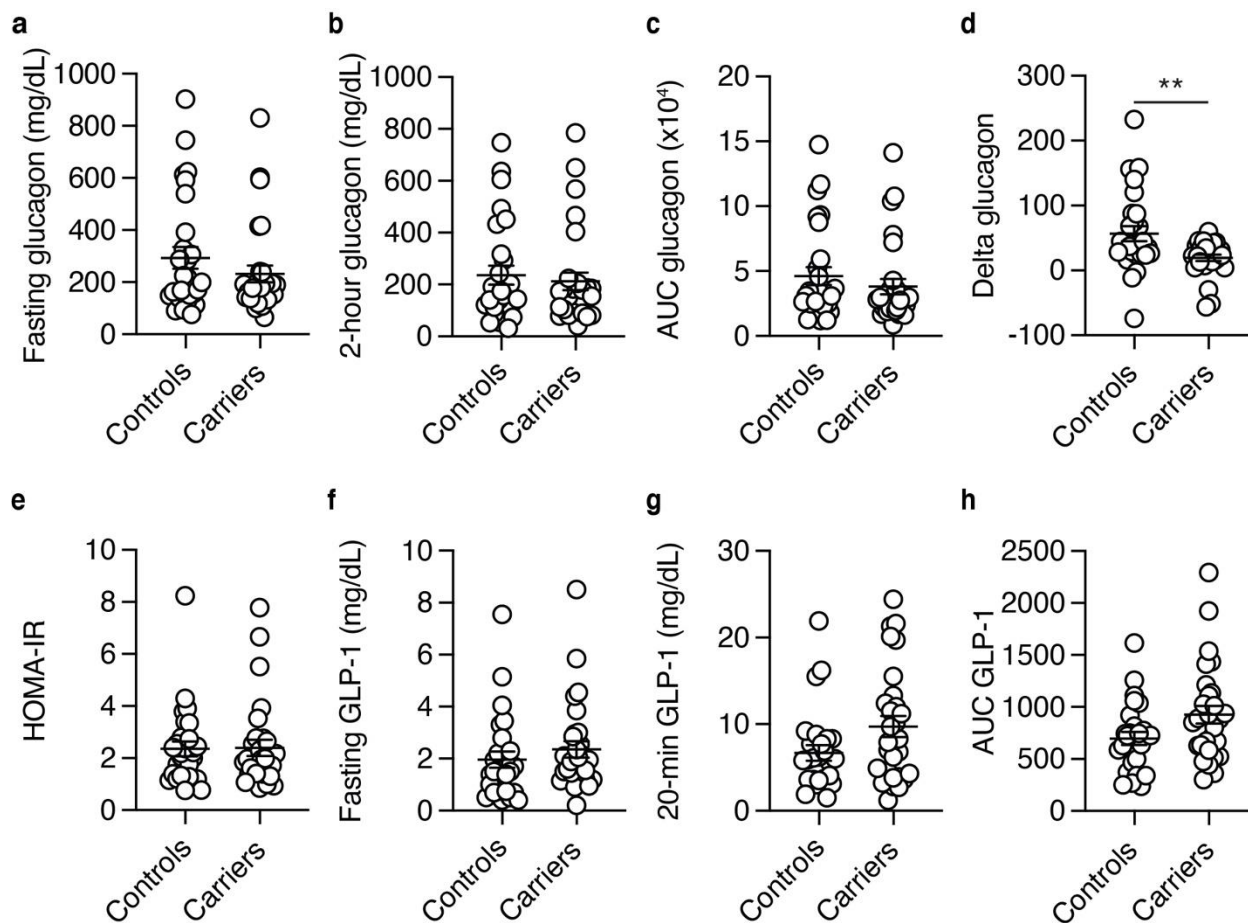 a
Fasting glucagon (mg/dL)
1000
800
600
400
200
0
Controls
Carriers
b
2-hour glucagon (mg/dL)
1000
800
600
400
200
0
Controls
Carriers
c
AUC glucagon (x10⁴)
20
15
10
5
0
Controls
Carriers
d
Delta glucagon
300
200
100
0
-100
**
Controls
Carriers
e
HOMA-IR
10
8
6
4
2
0
Controls
Carriers
f
Fasting GLP-1 (mg/dL)
10
8
6
4
2
0
Controls
Carriers
g
20-min GLP-1 (mg/dL)
30
20
10
0
Controls
Carriers
h
AUC GLP-1
2500
2000
1500
1000
500
0
Controls
Carriers